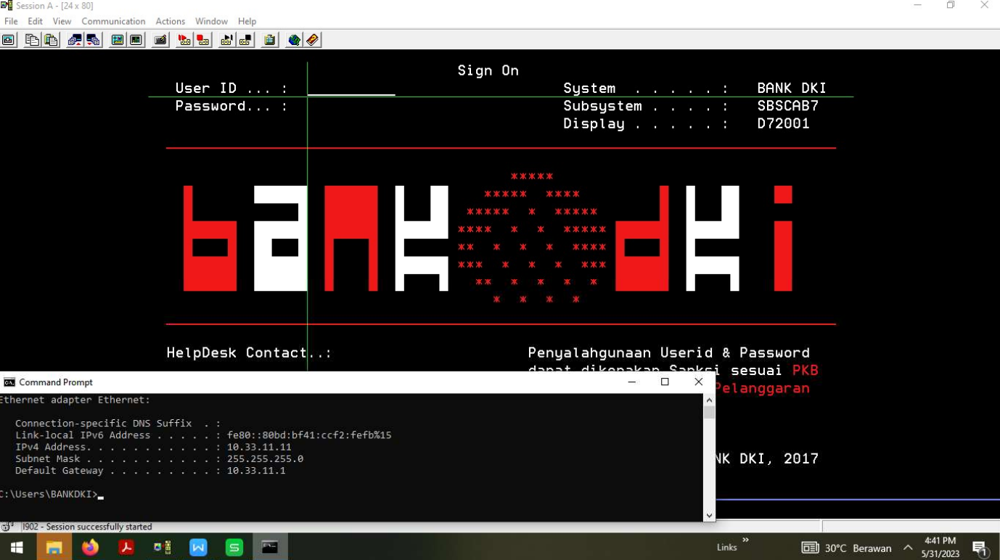 Session A - [24 x 80]
File Edit View Communication Actions Window Help
Sign On
User ID ... :
System . . . . . : BANK DKI
Password... :
Subsystem . . . . : SBSCAB7
Display . . . . . : D72001
bank dki
HelpDesk Contact..:
Penyalahgunaan Userid & Password
dapat dikenakan Sanksi sesuai PKB
Pelanggaran
NK DKI, 2017
Command Prompt
Ethernet adapter Ethernet:
Connection-specific DNS Suffix . :
Link-local IPv6 Address . . . . . : fe80::80bd:bf41:ccf2:fefb%15
IPv4 Address. . . . . . . . . . . : 10.33.11.11
Subnet Mask . . . . . . . . . . . : 255.255.255.0
Default Gateway . . . . . . . . . : 10.33.11.1
C:\Users\BANKDKI>
I902 - Session successfully started
Links »
30°C Berawan
4:41 PM
5/31/2023
1